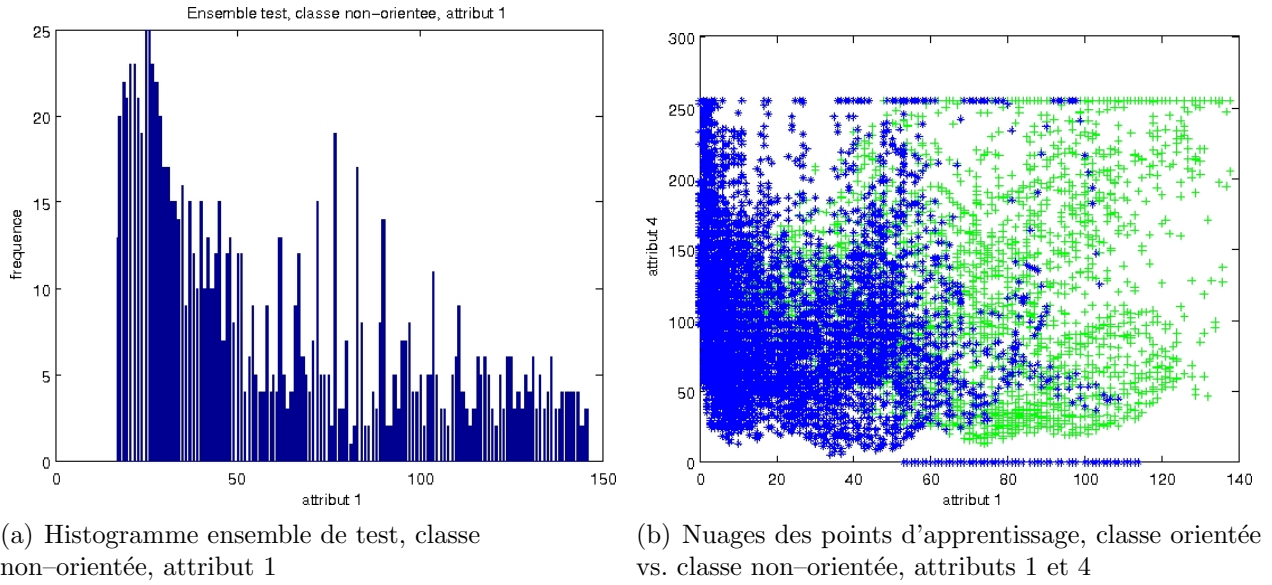 Ensemble test, classe non-orientee, attribut 1
25
20
15
10
5
0
frequence
0 50 100 150
attribut 1
(a) Histogramme ensemble de test, classe
non–orientée, attribut 1
300
250
200
150
100
50
0
attribut 4
0 20 40 60 80 100 120 140
attribut 1
(b) Nuages des points d'apprentissage, classe orientée
vs. classe non–orientée, attributs 1 et 4